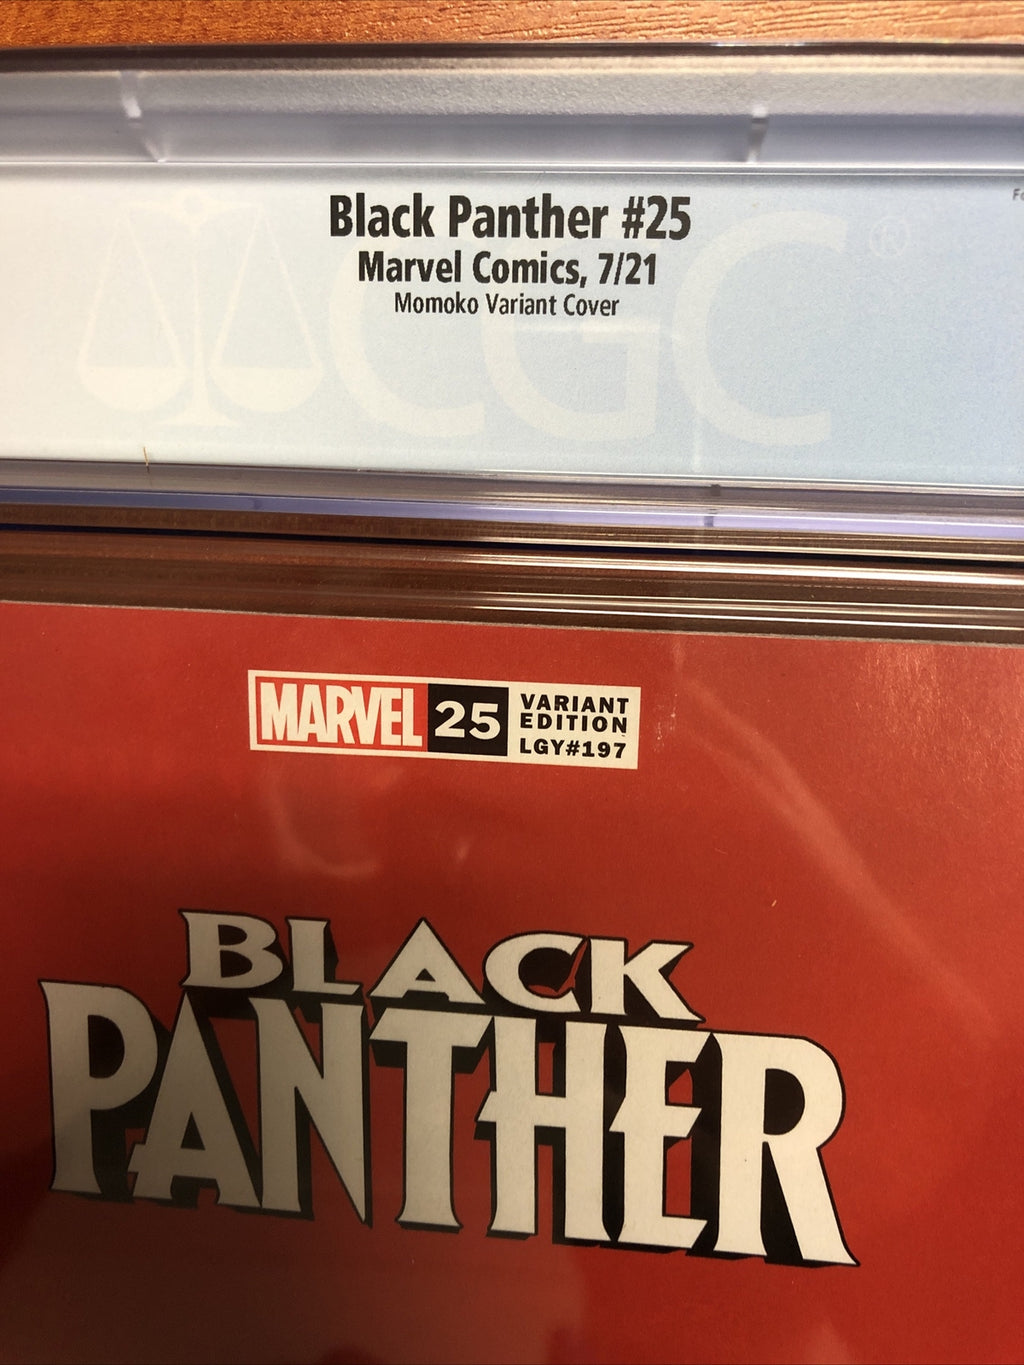 Black Panther #25
Marvel Comics, 7/21
Momoko Variant Cover
CGC®
MARVEL 25 VARIANT
EDITION
LGY#197
BLACK
PANTHER